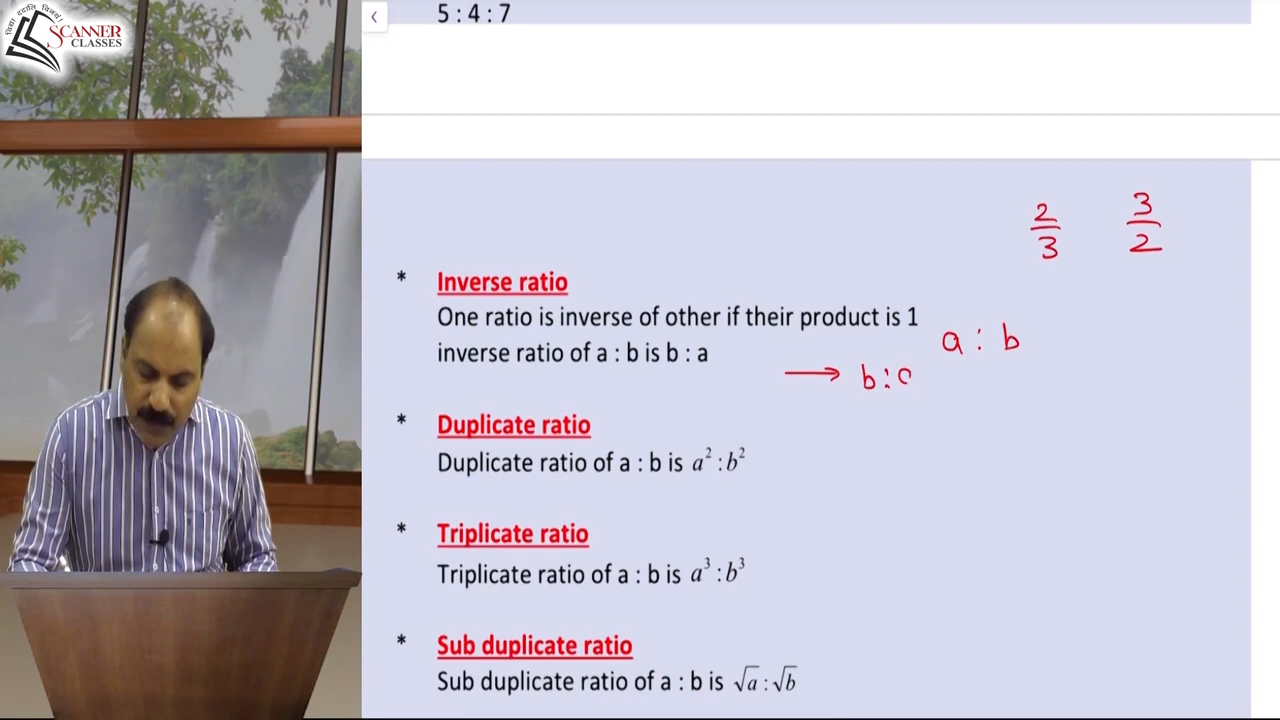 विद्या ददाति विनयं
SCANNER
CLASSES
5 : 4 : 7
2/3 3/2
* Inverse ratio
One ratio is inverse of other if their product is 1
a : b
inverse ratio of a : b is b : a
→ b : c
* Duplicate ratio
Duplicate ratio of a : b is a² : b²
* Triplicate ratio
Triplicate ratio of a : b is a³ : b³
* Sub duplicate ratio
Sub duplicate ratio of a : b is √a : √b